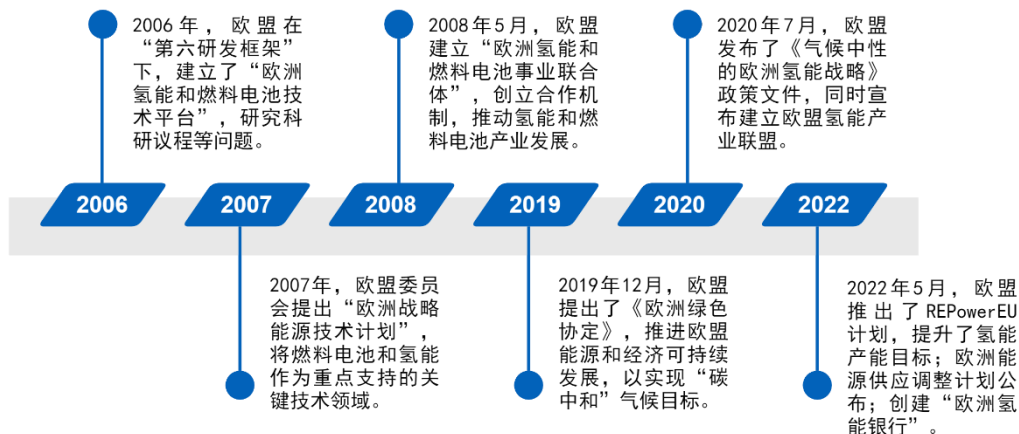 2006年，欧盟在
“第六研发框架”
下，建立了“欧洲
氢能和燃料电池技
术平台”，研究科
研议程等问题。
2008年5月，欧盟
建立“欧洲氢能和
燃料电池事业联合
体”，创立合作机
制，推动氢能和燃
料电池产业发展。
2020年7月，欧盟
发布了《气候中性
的欧洲氢能战略》
政策文件，同时宣
布建立欧盟氢能产
业联盟。
2006
2007
2008
2019
2020
2022
2007年，欧盟委员
会提出“欧洲战略
能源技术计划”，
将燃料电池和氢能
作为重点支持的关
键技术领域。
2019年12月，欧盟
提出了《欧洲绿色
协定》，推进欧盟
能源和经济可持续
发展，以实现“碳
中和”气候目标。
2022年5月，欧盟
推出了REPowerEU
计划，提升了氢能
产能目标；欧洲能
源供应调整计划公
布；创建“欧洲氢
能银行”。